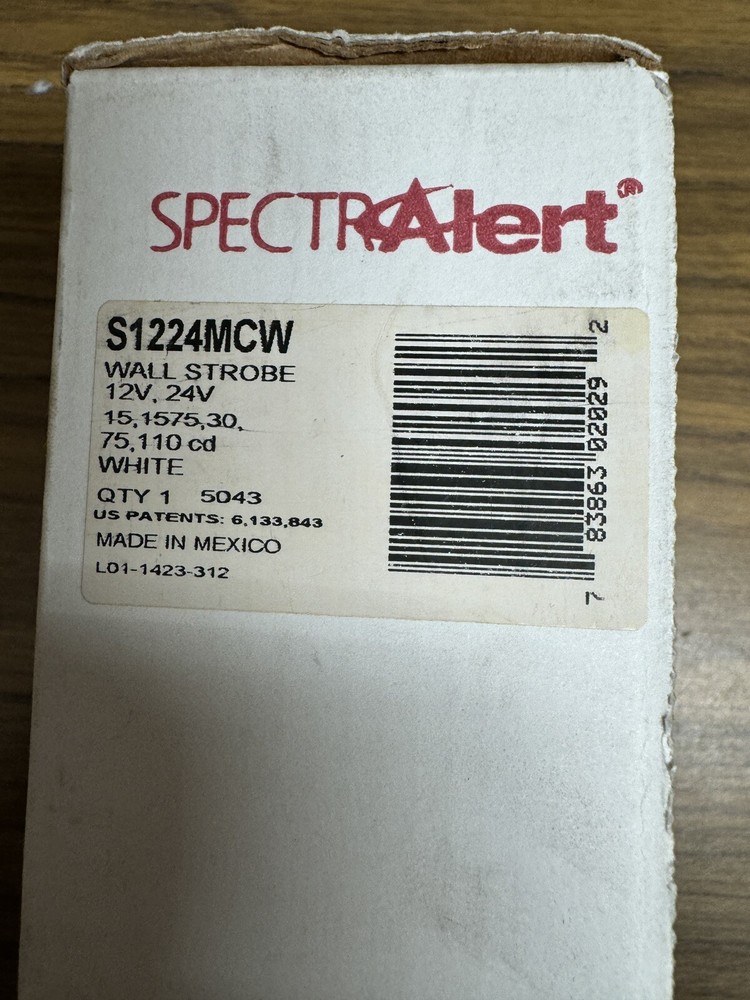 SPECTRAlert®
S1224MCW
WALL STROBE
12V, 24V
15,1575,30,
75,110 cd
WHITE
QTY 1 5043
US PATENTS: 6,133,843
MADE IN MEXICO
L01-1423-312
7 83863 02029 2